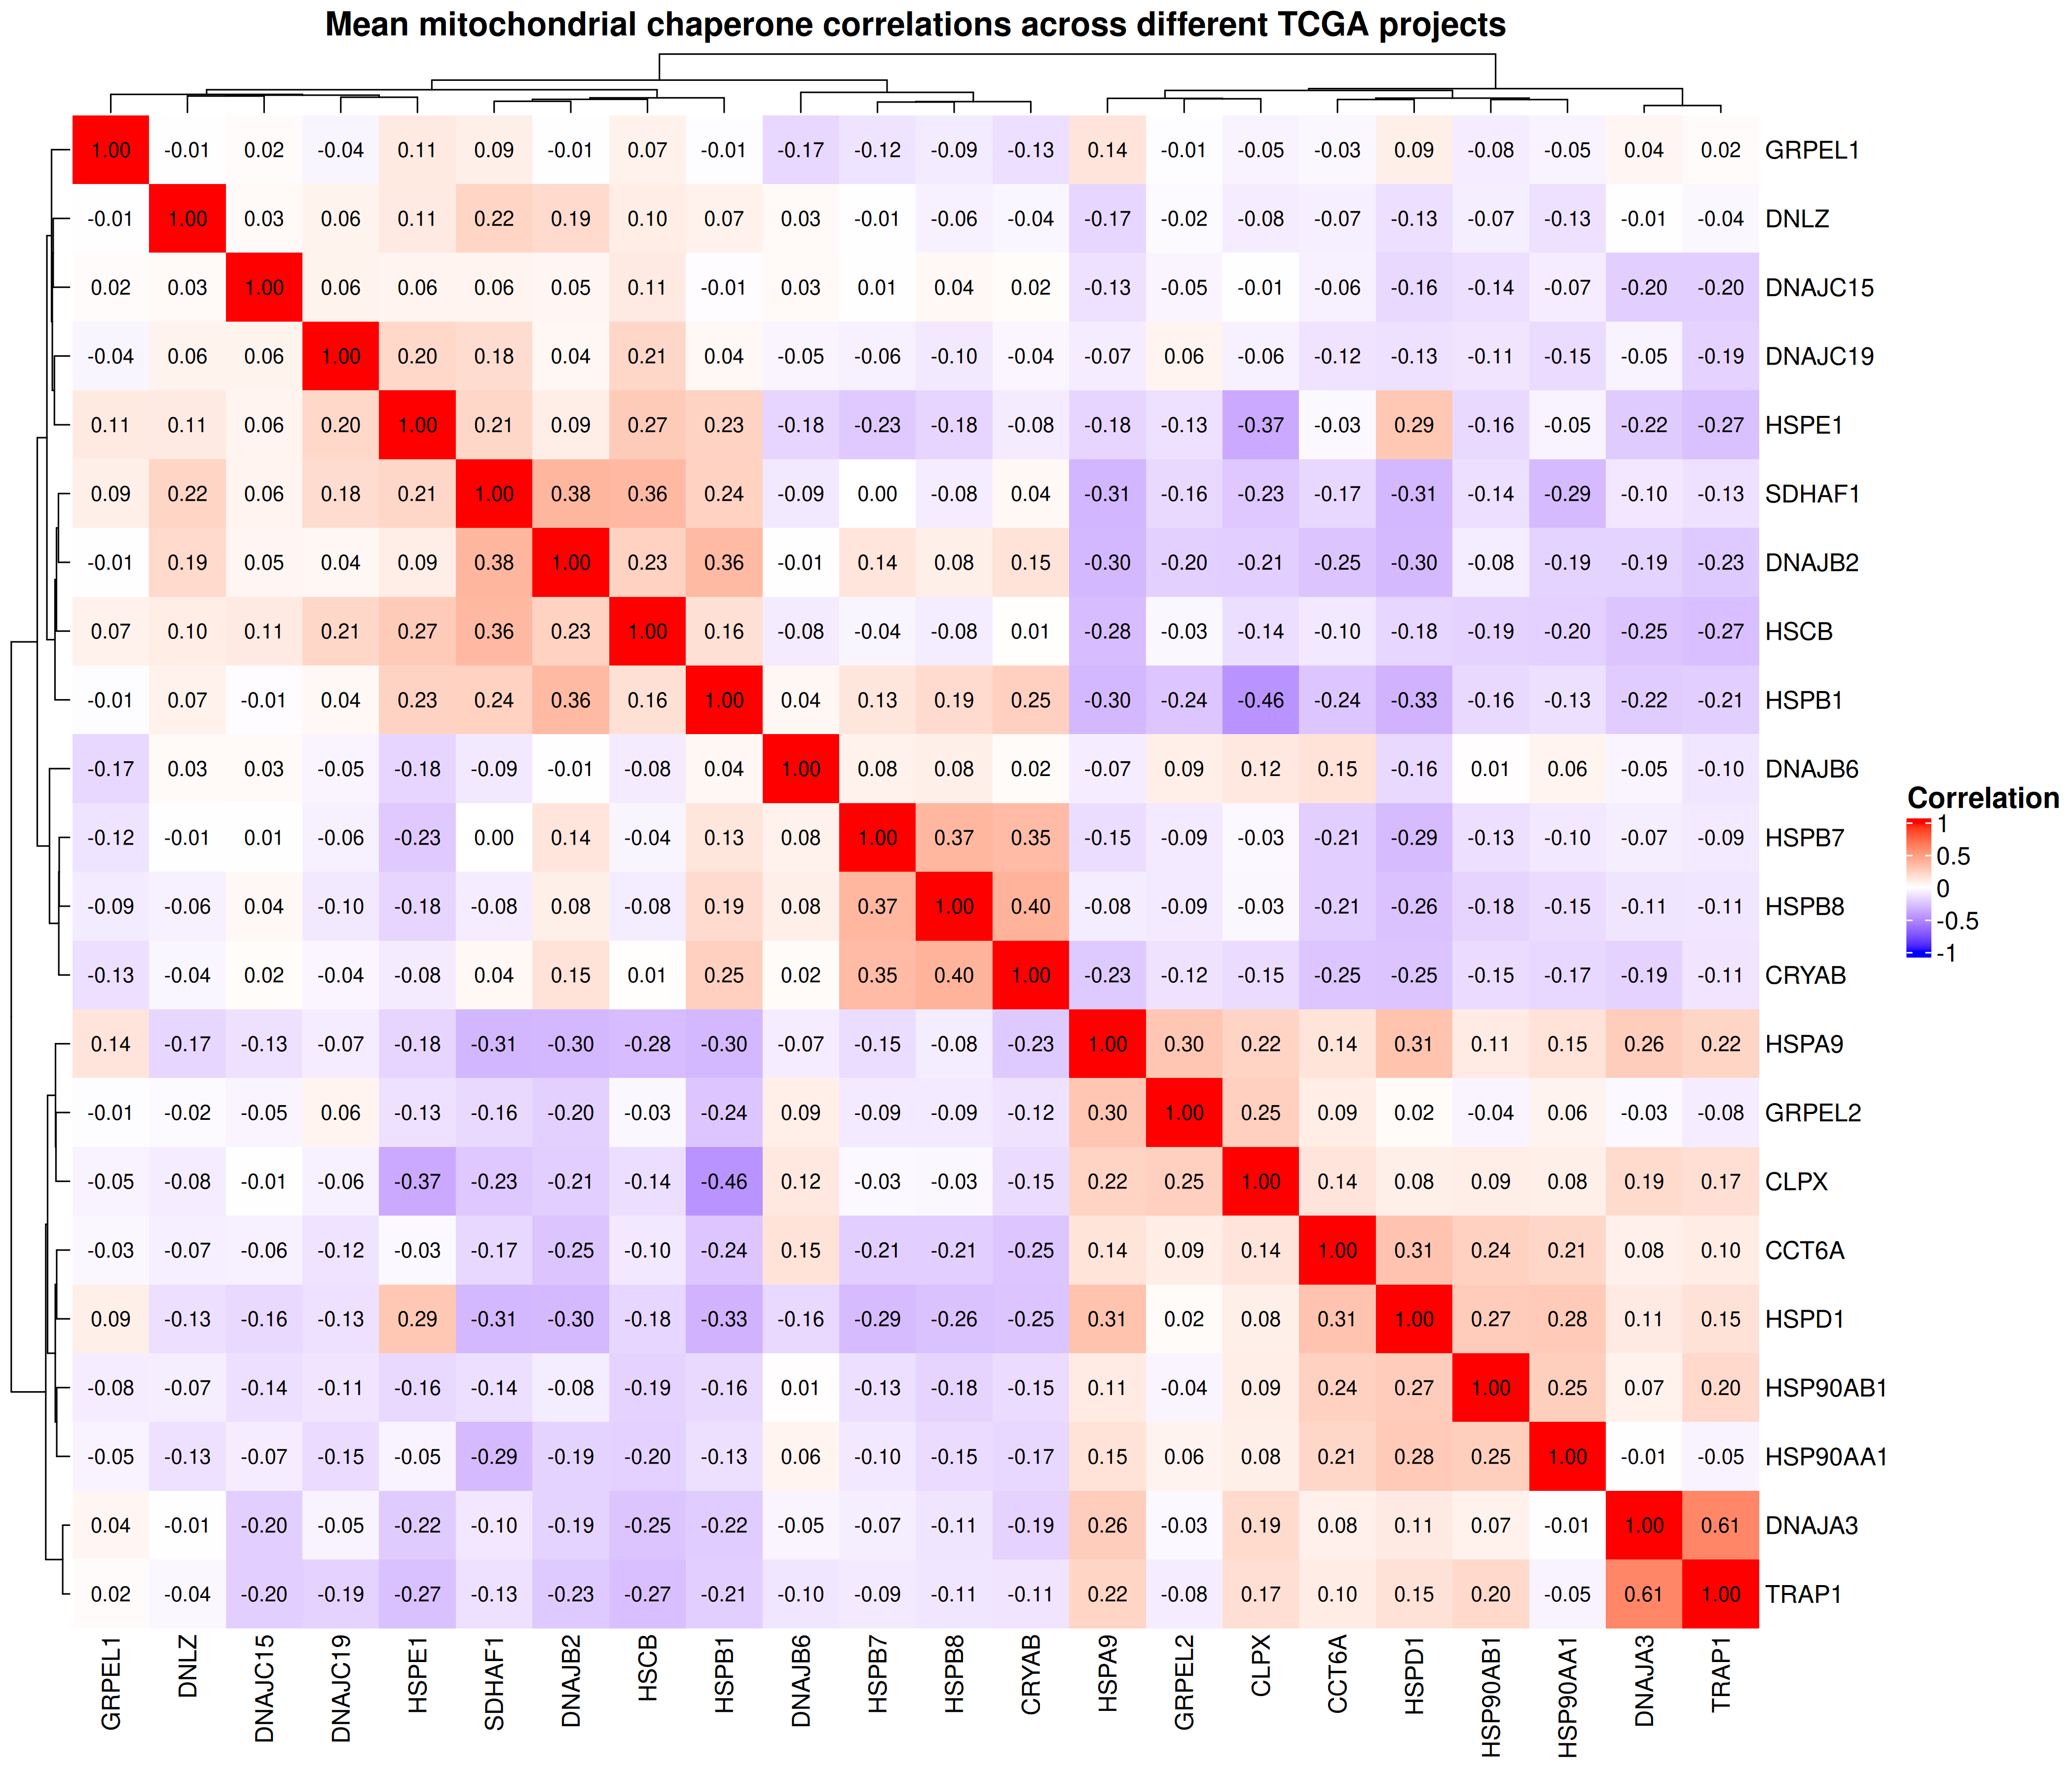 Mean mitochondrial chaperone correlations across different TCGA projects
1.00 -0.01 0.02 -0.04 0.11 0.09 -0.01 0.07 -0.01 -0.17 -0.12 -0.09 -0.13 0.14 -0.01 -0.05 -0.03 0.09 -0.08 -0.05 0.04 0.02 GRPEL1
-0.01 1.00 0.03 0.06 0.11 0.22 0.19 0.10 0.07 0.03 -0.01 -0.06 -0.04 -0.17 -0.02 -0.08 -0.07 -0.13 -0.07 -0.13 -0.01 -0.04 DNLZ
0.02 0.03 1.00 0.06 0.06 0.06 0.05 0.11 -0.01 0.03 0.01 0.04 0.02 -0.13 -0.05 -0.01 -0.06 -0.16 -0.14 -0.07 -0.20 -0.20 DNAJC15
-0.04 0.06 0.06 1.00 0.20 0.18 0.04 0.21 0.04 -0.05 -0.06 -0.10 -0.04 -0.07 0.06 -0.06 -0.12 -0.13 -0.11 -0.15 -0.05 -0.19 DNAJC19
0.11 0.11 0.06 0.20 1.00 0.21 0.09 0.27 0.23 -0.18 -0.23 -0.18 -0.08 -0.18 -0.13 -0.37 -0.03 0.29 -0.16 -0.05 -0.22 -0.27 HSPE1
0.09 0.22 0.06 0.18 0.21 1.00 0.38 0.36 0.24 -0.09 0.00 -0.08 0.04 -0.31 -0.16 -0.23 -0.17 -0.31 -0.14 -0.29 -0.10 -0.13 SDHAF1
-0.01 0.19 0.05 0.04 0.09 0.38 1.00 0.23 0.36 -0.01 0.14 0.08 0.15 -0.30 -0.20 -0.21 -0.25 -0.30 -0.08 -0.19 -0.19 -0.23 DNAJB2
0.07 0.10 0.11 0.21 0.27 0.36 0.23 1.00 0.16 -0.08 -0.04 -0.08 0.01 -0.28 -0.03 -0.14 -0.10 -0.18 -0.19 -0.20 -0.25 -0.27 HSCB
-0.01 0.07 -0.01 0.04 0.23 0.24 0.36 0.16 1.00 0.04 0.13 0.19 0.25 -0.30 -0.24 -0.46 -0.24 -0.33 -0.16 -0.13 -0.22 -0.21 HSPB1
-0.17 0.03 0.03 -0.05 -0.18 -0.09 -0.01 -0.08 0.04 1.00 0.08 0.08 0.02 -0.07 0.09 0.12 0.15 -0.16 0.01 0.06 -0.05 -0.10 DNAJB6
-0.12 -0.01 0.01 -0.06 -0.23 0.00 0.14 -0.04 0.13 0.08 1.00 0.37 0.35 -0.15 -0.09 -0.03 -0.21 -0.29 -0.13 -0.10 -0.07 -0.09 HSPB7
-0.09 -0.06 0.04 -0.10 -0.18 -0.08 0.08 -0.08 0.19 0.08 0.37 1.00 0.40 -0.08 -0.09 -0.03 -0.21 -0.26 -0.18 -0.15 -0.11 -0.11 HSPB8
-0.13 -0.04 0.02 -0.04 -0.08 0.04 0.15 0.01 0.25 0.02 0.35 0.40 1.00 -0.23 -0.12 -0.15 -0.25 -0.25 -0.15 -0.17 -0.19 -0.11 CRYAB
0.14 -0.17 -0.13 -0.07 -0.18 -0.31 -0.30 -0.28 -0.30 -0.07 -0.15 -0.08 -0.23 1.00 0.30 0.22 0.14 0.31 0.11 0.15 0.26 0.22 HSPA9
-0.01 -0.02 -0.05 0.06 -0.13 -0.16 -0.20 -0.03 -0.24 0.09 -0.09 -0.09 -0.12 0.30 1.00 0.25 0.09 0.02 -0.04 0.06 -0.03 -0.08 GRPEL2
-0.05 -0.08 -0.01 -0.06 -0.37 -0.23 -0.21 -0.14 -0.46 0.12 -0.03 -0.03 -0.15 0.22 0.25 1.00 0.14 0.08 0.09 0.08 0.19 0.17 CLPX
-0.03 -0.07 -0.06 -0.12 -0.03 -0.17 -0.25 -0.10 -0.24 0.15 -0.21 -0.21 -0.25 0.14 0.09 0.14 1.00 0.31 0.24 0.21 0.08 0.10 CCT6A
0.09 -0.13 -0.16 -0.13 0.29 -0.31 -0.30 -0.18 -0.33 -0.16 -0.29 -0.26 -0.25 0.31 0.02 0.08 0.31 1.00 0.27 0.28 0.11 0.15 HSPD1
-0.08 -0.07 -0.14 -0.11 -0.16 -0.14 -0.08 -0.19 -0.16 0.01 -0.13 -0.18 -0.15 0.11 -0.04 0.09 0.24 0.27 1.00 0.25 0.07 0.20 HSP90AB1
-0.05 -0.13 -0.07 -0.15 -0.05 -0.29 -0.19 -0.20 -0.13 0.06 -0.10 -0.15 -0.17 0.15 0.06 0.08 0.21 0.28 0.25 1.00 -0.01 -0.05 HSP90AA1
0.04 -0.01 -0.20 -0.05 -0.22 -0.10 -0.19 -0.25 -0.22 -0.05 -0.07 -0.11 -0.19 0.26 -0.03 0.19 0.08 0.11 0.07 -0.01 1.00 0.61 DNAJA3
0.02 -0.04 -0.20 -0.19 -0.27 -0.13 -0.23 -0.27 -0.21 -0.10 -0.09 -0.11 -0.11 0.22 -0.08 0.17 0.10 0.15 0.20 -0.05 0.61 1.00 TRAP1
GRPEL1 DNLZ DNAJC15 DNAJC19 HSPE1 SDHAF1 DNAJB2 HSCB HSPB1 DNAJB6 HSPB7 HSPB8 CRYAB HSPA9 GRPEL2 CLPX CCT6A HSPD1 HSP90AB1 HSP90AA1 DNAJA3 TRAP1
Correlation
1
0.5
0
-0.5
-1